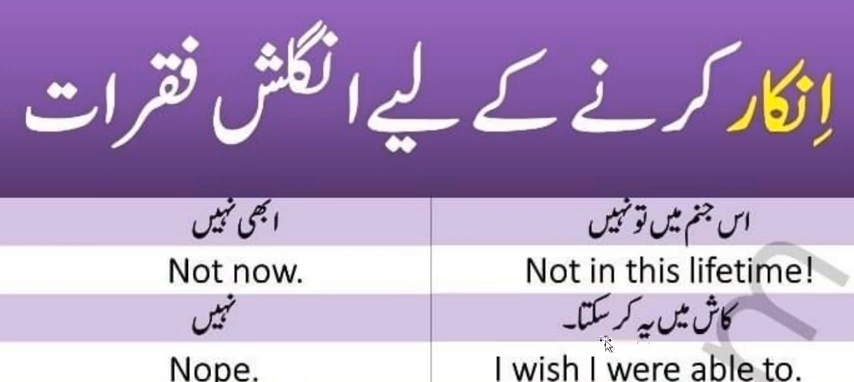 اِنکار کرنے کے لیے انگلش فقرات
اس جنم میں تو نہیں
ابھی نہیں
Not now.
Not in this lifetime!
کاش میں یہ کر سکتا۔
نہیں
Nope.
I wish I were able to.
m